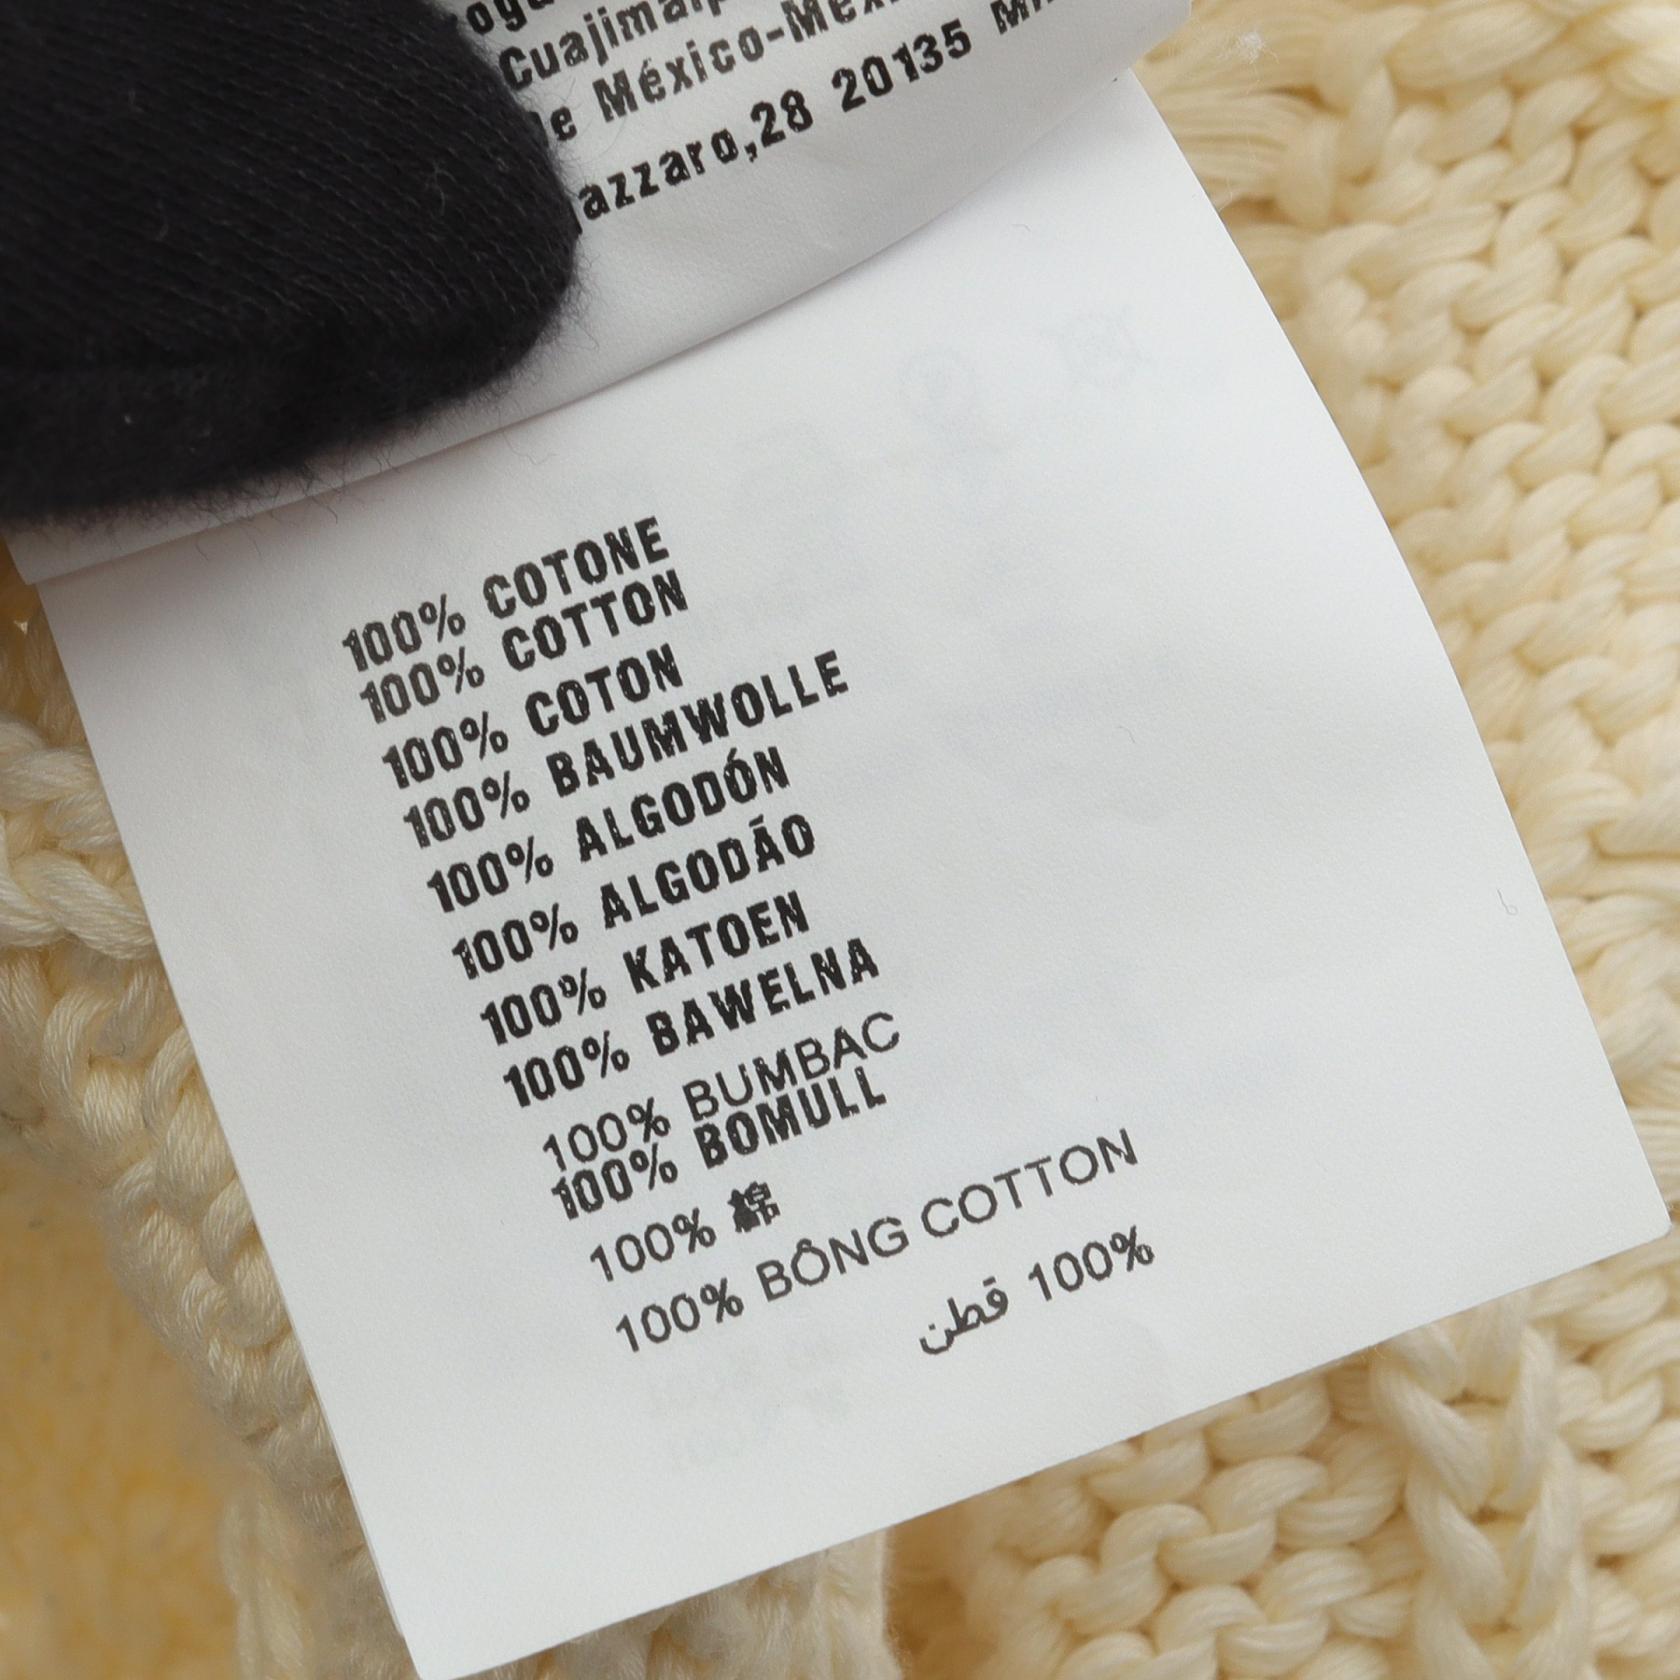 Cuajimalp
México-Mex
azzaro,28 20135
100% COTONE
100% COTTON
100% COTON
100% BAUMWOLLE
100% ALGODÓN
100% ALGODÃO
100% KATOEN
100% BAWELNA
100% BUMBAC
100% BOMULL
100% 綿
100% BÔNG COTTON
100% قطن